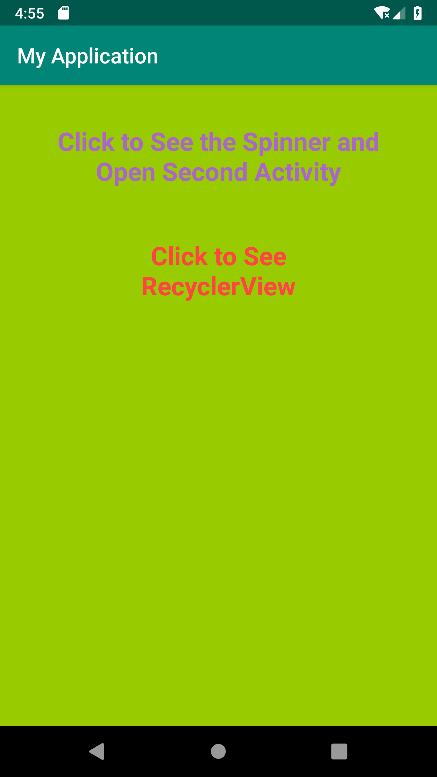 4:55
My Application
Click to See the Spinner and
Open Second Activity
Click to See
RecyclerView